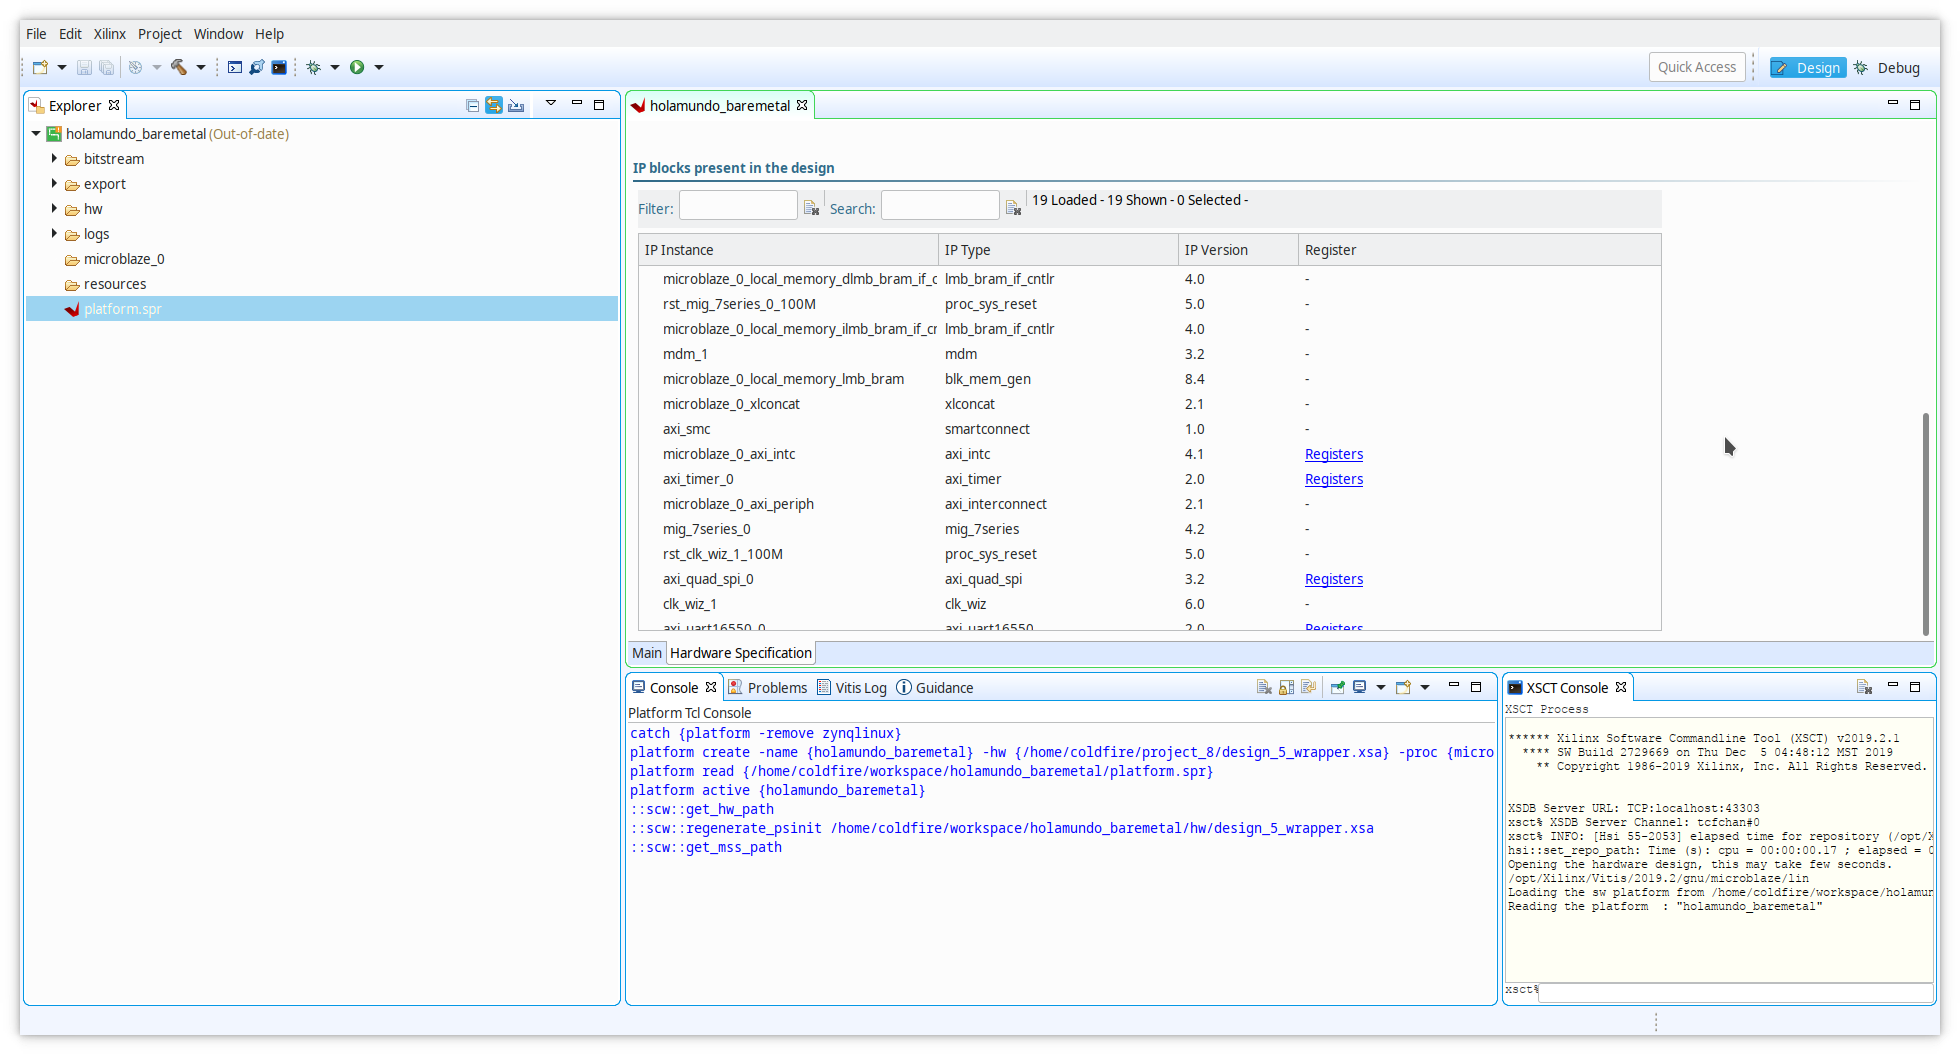 File Edit Xilinx Project Window Help
Quick Access
Design
Debug
Explorer
holamundo_baremetal (Out-of-date)
bitstream
export
hw
logs
microblaze_0
resources
platform.spr
holamundo_baremetal
IP blocks present in the design
Filter: Search: 19 Loaded - 19 Shown - 0 Selected -
IP Instance IP Type IP Version Register
microblaze_0_local_memory_dlmb_bram_if_c lmb_bram_if_cntlr 4.0 -
rst_mig_7series_0_100M proc_sys_reset 5.0 -
microblaze_0_local_memory_ilmb_bram_if_cr lmb_bram_if_cntlr 4.0 -
mdm_1 mdm 3.2 -
microblaze_0_local_memory_lmb_bram blk_mem_gen 8.4 -
microblaze_0_xlconcat xlconcat 2.1 -
axi_smc smartconnect 1.0 -
microblaze_0_axi_intc axi_intc 4.1 Registers
axi_timer_0 axi_timer 2.0 Registers
microblaze_0_axi_periph axi_interconnect 2.1 -
mig_7series_0 mig_7series 4.2 -
rst_clk_wiz_1_100M proc_sys_reset 5.0 -
axi_quad_spi_0 axi_quad_spi 3.2 Registers
clk_wiz_1 clk_wiz 6.0 -
axi_uart16550_0 axi_uart16550 2.0 Registers
Main Hardware Specification
Console Problems Vitis Log Guidance
Platform Tcl Console
catch {platform -remove zynqlinux}
platform create -name {holamundo_baremetal} -hw {/home/coldfire/project_8/design_5_wrapper.xsa} -proc {micro
platform read {/home/coldfire/workspace/holamundo_baremetal/platform.spr}
platform active {holamundo_baremetal}
::scw::get_hw_path
::scw::regenerate_psinit /home/coldfire/workspace/holamundo_baremetal/hw/design_5_wrapper.xsa
::scw::get_mss_path
XSCT Console
XSCT Process
****** Xilinx Software Commandline Tool (XSCT) v2019.2.1
**** SW Build 2729669 on Thu Dec  5 04:48:12 MST 2019
** Copyright 1986-2019 Xilinx, Inc. All Rights Reserved.
XSDB Server URL: TCP:localhost:43303
xsct% XSDB Server Channel: tcfchan#0
xsct% INFO: [Hsi 55-2053] elapsed time for repository (/opt/X
hsi::set_repo_path: Time (s): cpu = 00:00:00.17 ; elapsed = 0
Opening the hardware design, this may take few seconds.
/opt/Xilinx/Vitis/2019.2/gnu/microblaze/lin
Loading the sw platform from /home/coldfire/workspace/holamun
Reading the platform  : "holamundo_baremetal"
xsct%